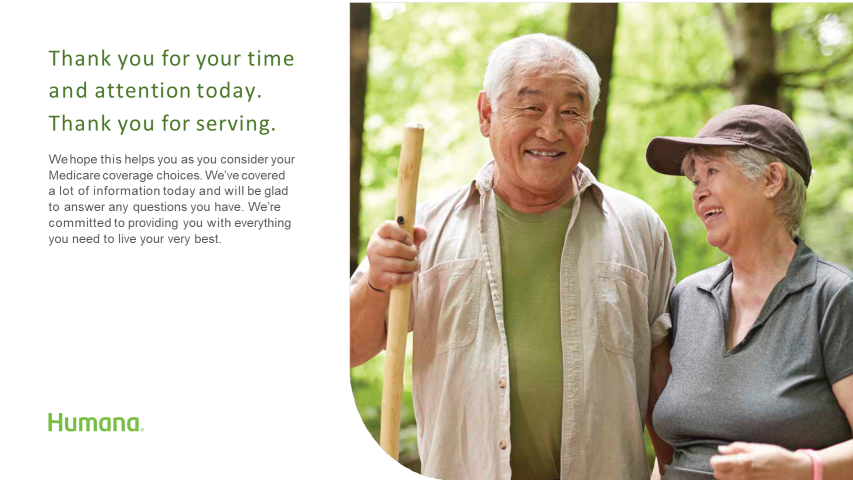 Thank you for your time
and attention today.
Thank you for serving.
We hope this helps you as you consider your
Medicare coverage choices. We've covered
a lot of information today and will be glad
to answer any questions you have. We're
committed to providing you with everything
you need to live your very best.
Humana®